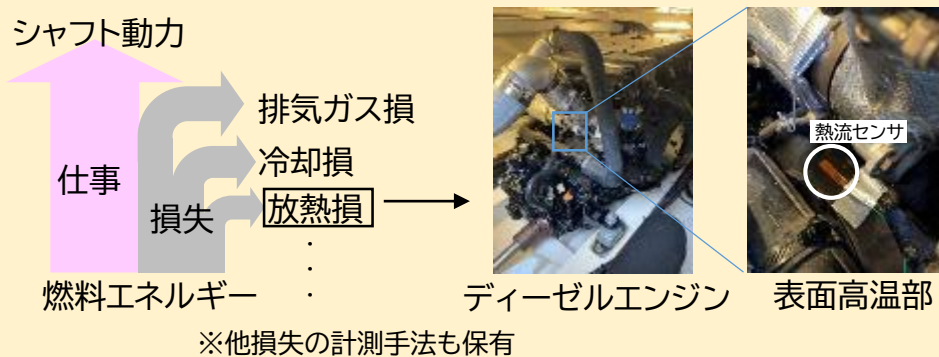 シャフト動力
排気ガス損
冷却損
仕事
損失
放熱損
・
・
・
燃料エネルギー
熱流センサ
ディーゼルエンジン
表面高温部
※他損失の計測手法も保有